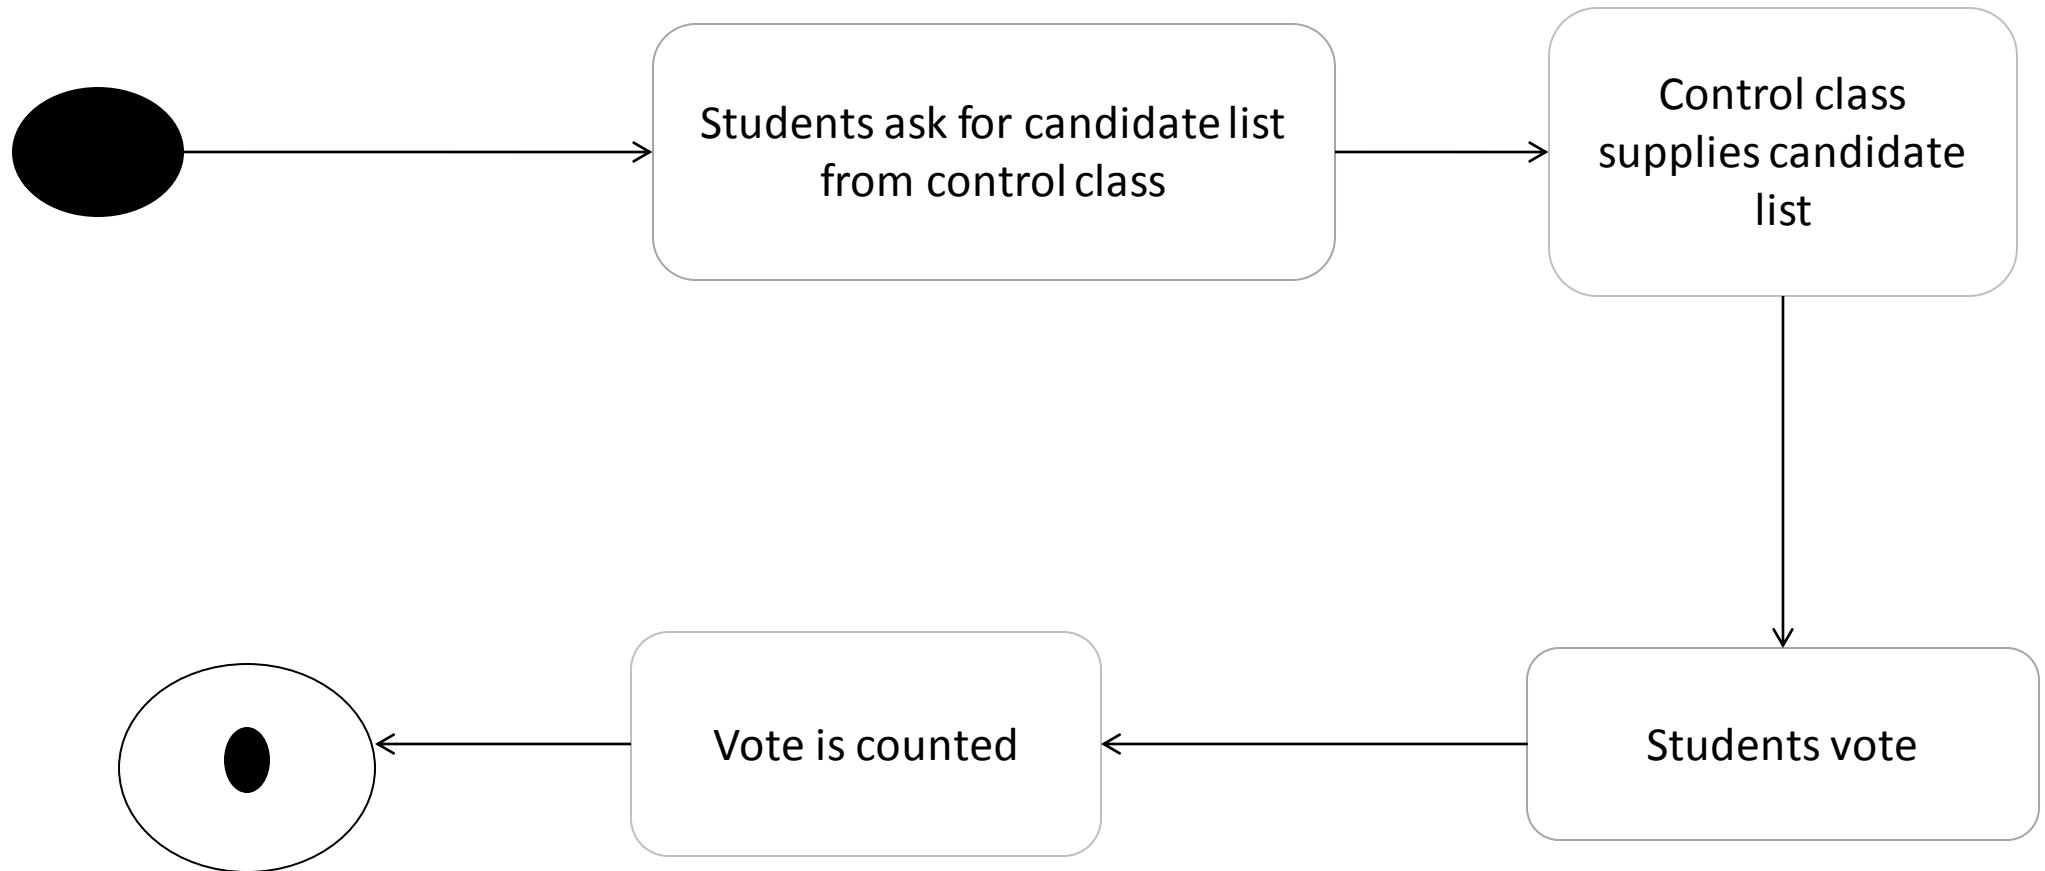 Students ask for candidate list
from control class
Control class
supplies candidate
list
Students vote
Vote is counted